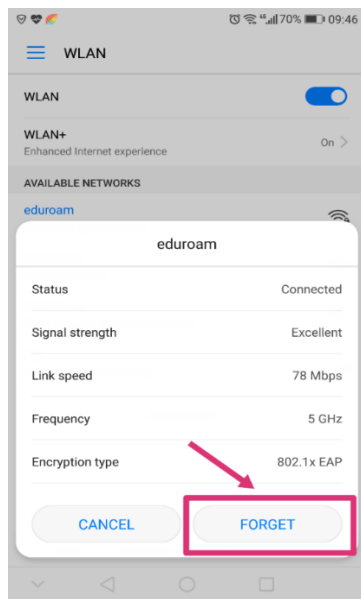 70% 09:46
WLAN
WLAN
WLAN+
Enhanced Internet experience
On
AVAILABLE NETWORKS
eduroam
eduroam
Status Connected
Signal strength Excellent
Link speed 78 Mbps
Frequency 5 GHz
Encryption type 802.1x EAP
CANCEL FORGET